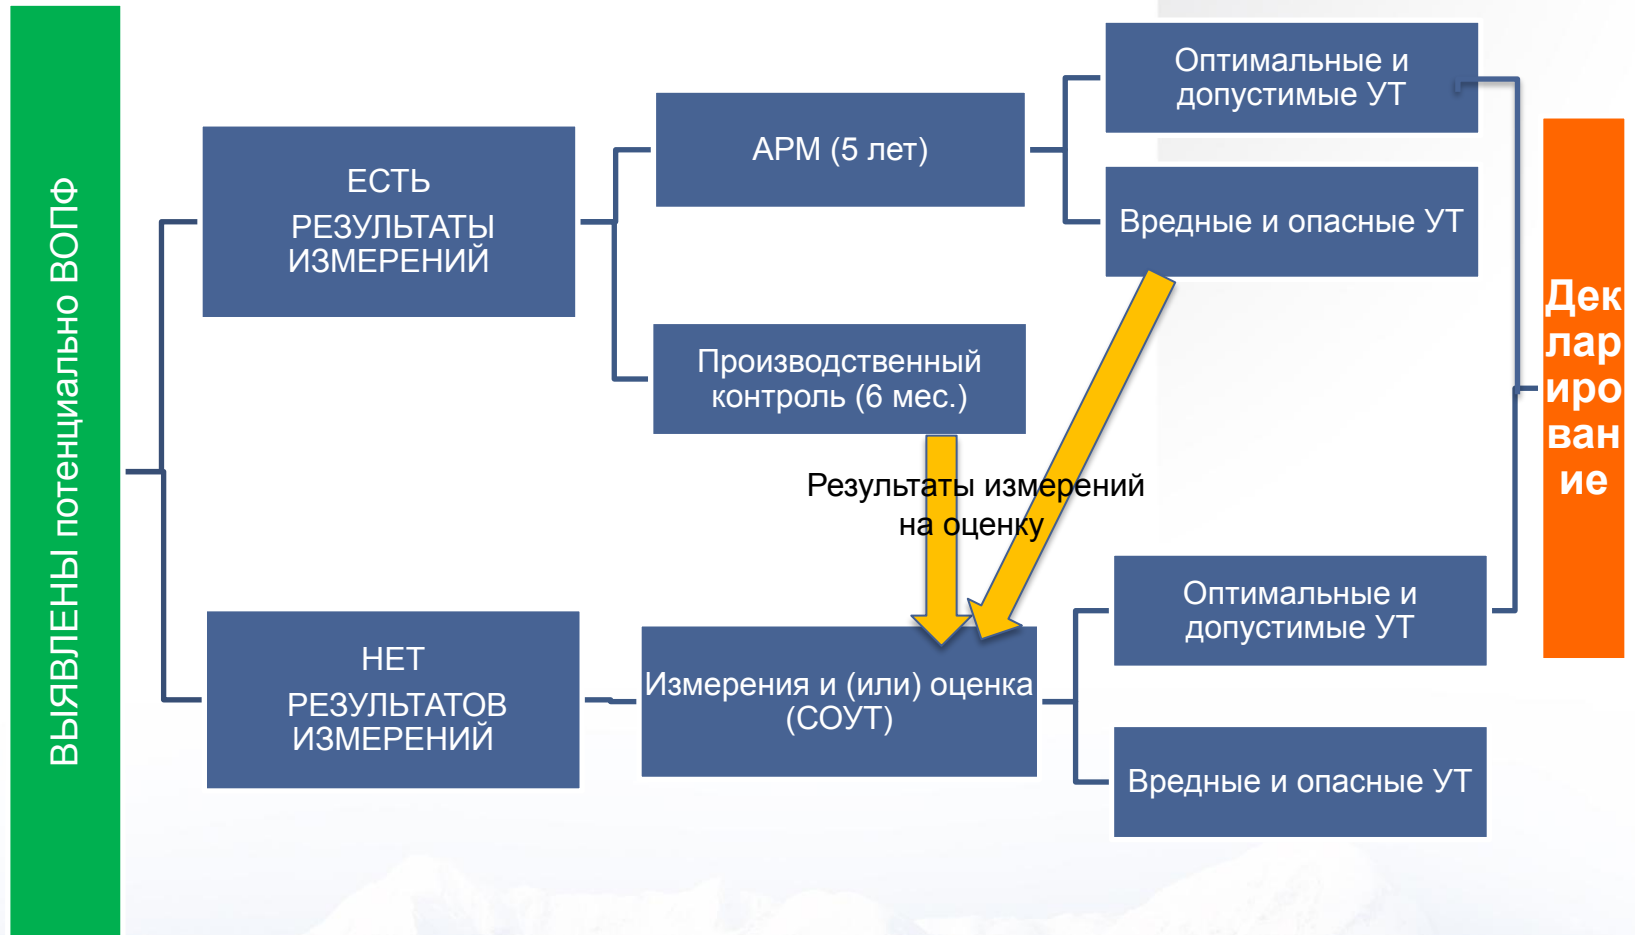 ВЫЯВЛЕНЫ потенциально ВОПФ
ЕСТЬ
РЕЗУЛЬТАТЫ
ИЗМЕРЕНИЙ
АРМ (5 лет)
Оптимальные и
допустимые УТ
Вредные и опасные УТ
Производственный
контроль (6 мес.)
Результаты измерений
на оценку
НЕТ
РЕЗУЛЬТАТОВ
ИЗМЕРЕНИЙ
Измерения и (или) оценка
(СОУТ)
Оптимальные и
допустимые УТ
Вредные и опасные УТ
Дек
лар
иро
ван
ие